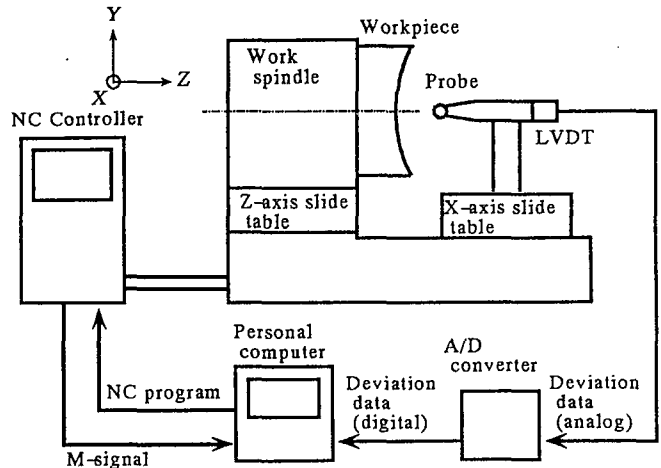 Y
Z
X
NC Controller
Work
spindle
Workpiece
Probe
LVDT
Z-axis slide
table
X-axis slide
table
Personal
computer
A/D
converter
NC program
Deviation
data
(digital)
Deviation
data
(analog)
M-signal